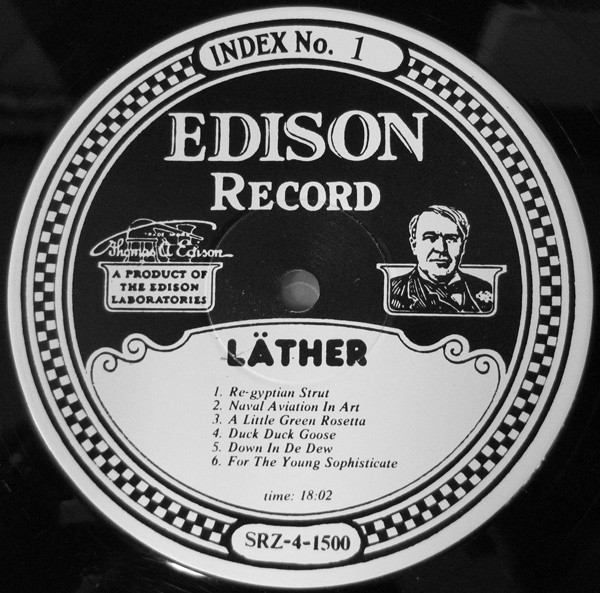 INDEX No. 1
EDISON
RECORD
Thomas A Edison
A PRODUCT OF
THE EDISON
LABORATORIES
LÄTHER
1. Re-gyptian Strut
2. Naval Aviation In Art
3. A Little Green Rosetta
4. Duck Duck Goose
5. Down In De Dew
6. For The Young Sophisticate
time: 18:02
SRZ-4-1500